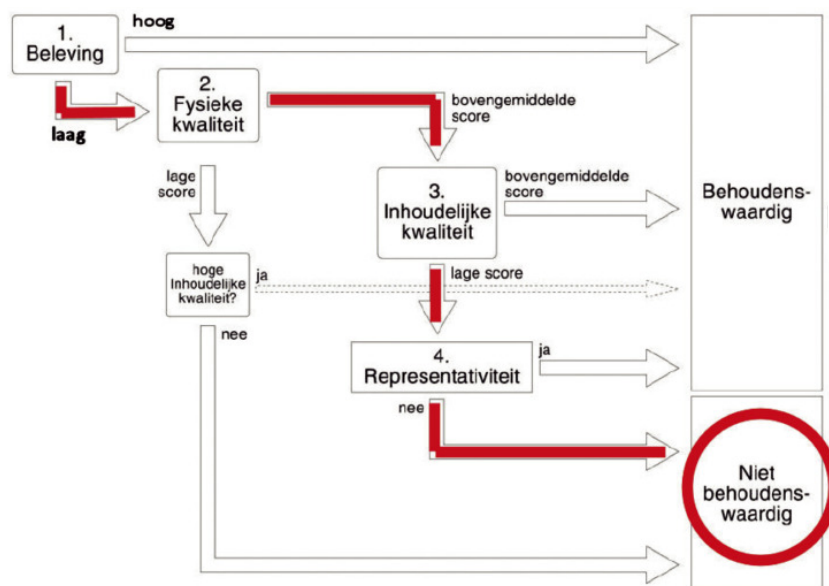 hoog
1.
Beleving
laag
2.
Fysieke
kwaliteit
bovengemiddelde
score
lage
score
3.
Inhoudelijke
kwaliteit
bovengemiddelde
score
Behoudens-
waardig
hoge
Inhoudelijke
kwaliteit?
ja
lage score
nee
4.
Representativiteit
ja
nee
Niet
behoudens-
waardig